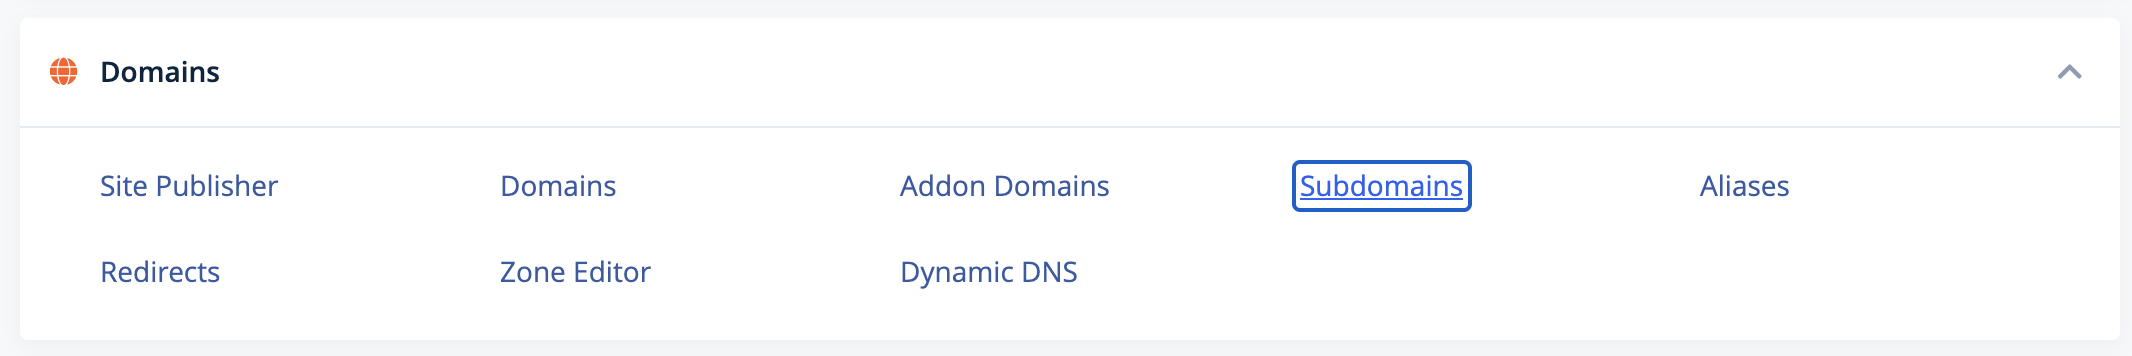 Domains
Site Publisher
Domains
Addon Domains
Subdomains
Aliases
Redirects
Zone Editor
Dynamic DNS